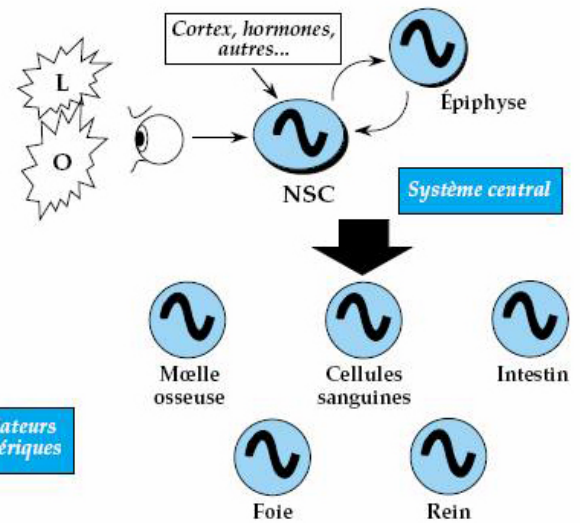 Cortex, hormones,
autres...
L
O
Épiphyse
NSC
Système central
Mœlle
osseuse
Cellules
sanguines
Intestin
Foie
Rein